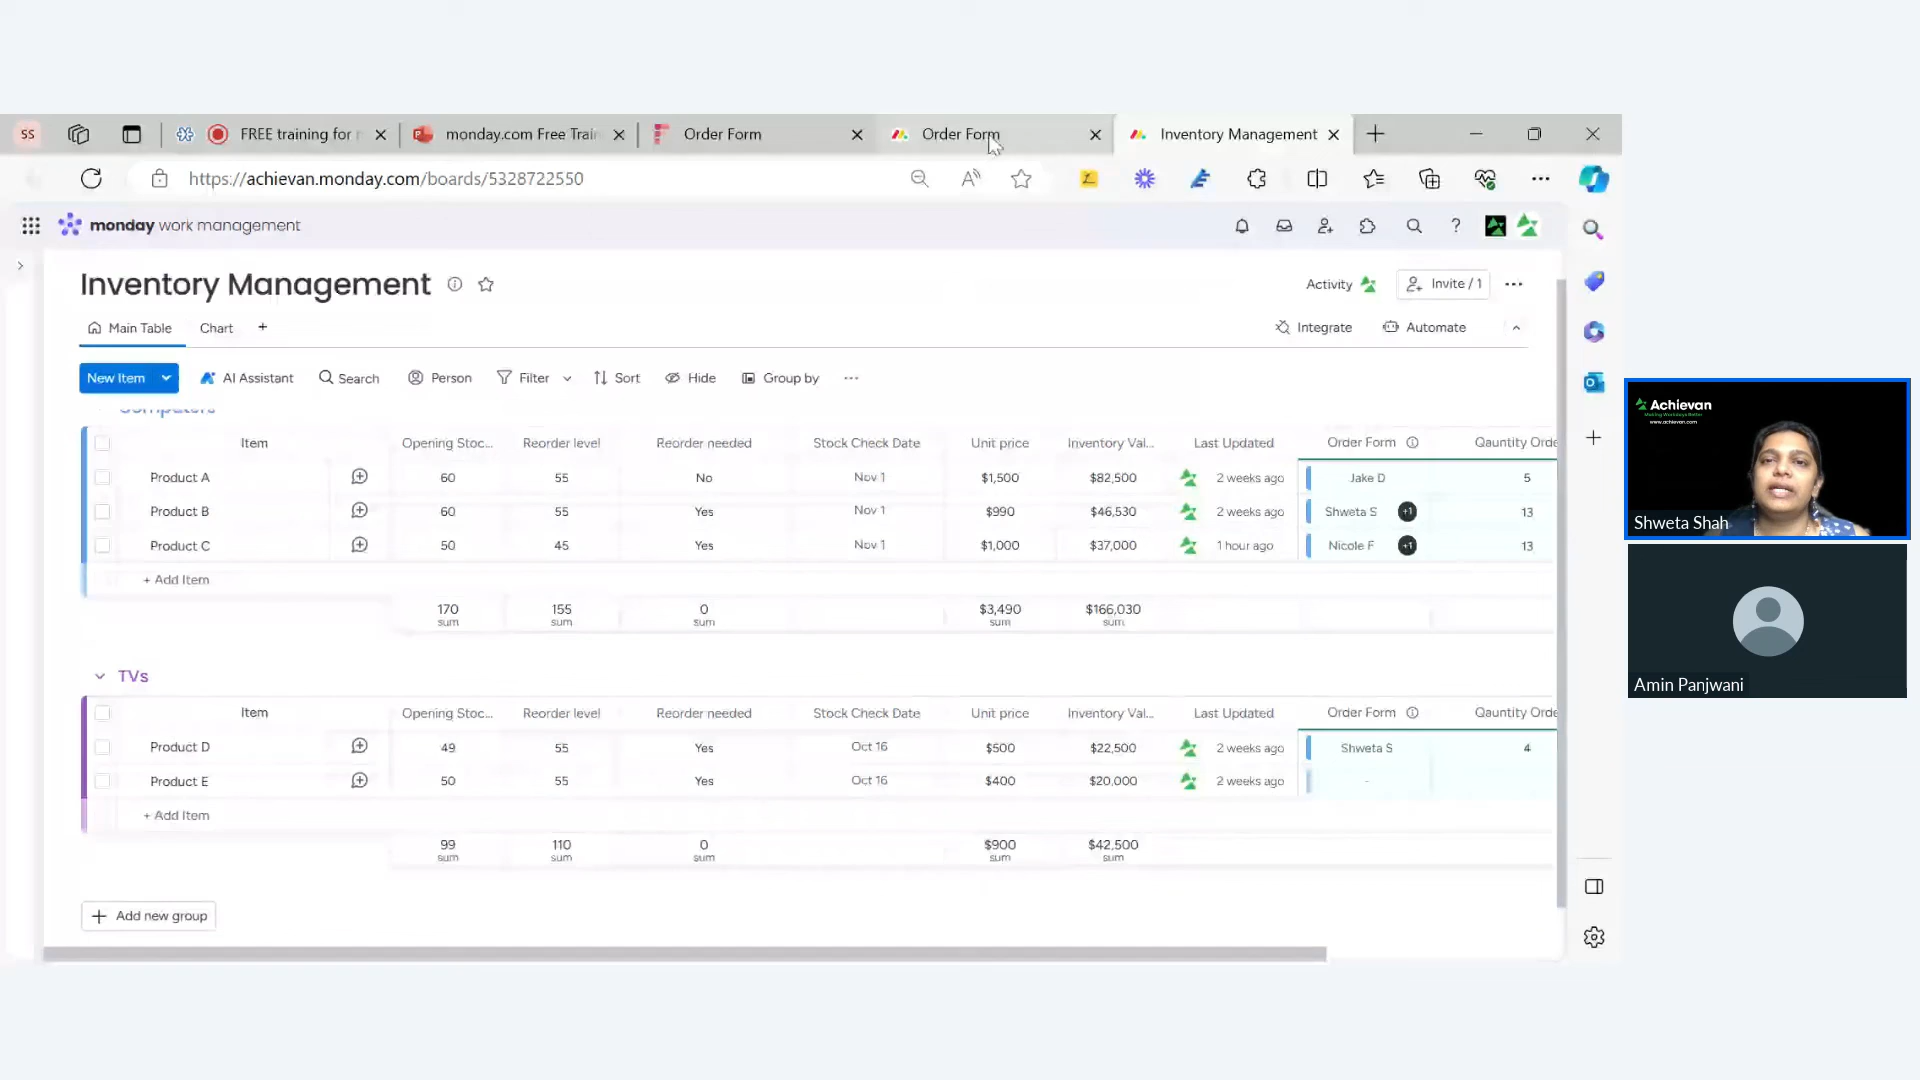 SS
FREE training for
monday.com Free Train
Order Form
Order Form
Inventory Management
https://achievan.monday.com/boards/5328722550
monday work management
Inventory Management
Activity
Invite / 1
Main Table
Chart
+
Integrate
Automate
New Item
AI Assistant
Search
Person
Filter
Sort
Hide
Group by
Computers
Item Opening Stoc... Reorder level Reorder needed Stock Check Date Unit price Inventory Val... Last Updated Order Form Qauntity Orde
Product A 60 55 No Nov 1 $1,500 $82,500 2 weeks ago Jake D 5
Product B 60 55 Yes Nov 1 $990 $46,530 2 weeks ago Shweta S +1 13
Product C 50 45 Yes Nov 1 $1,000 $37,000 1 hour ago Nicole F +1 13
+ Add Item
170 155 0 $3,490 $166,030
sum sum sum sum sum
TVs
Item Opening Stoc... Reorder level Reorder needed Stock Check Date Unit price Inventory Val... Last Updated Order Form Qauntity Orde
Product D 49 55 Yes Oct 16 $500 $22,500 2 weeks ago Shweta S 4
Product E 50 55 Yes Oct 16 $400 $20,000 2 weeks ago -
+ Add Item
99 110 0 $900 $42,500
sum sum sum sum sum
+ Add new group
Achievan
Making Workdays Better
www.achievan.com
Shweta Shah
Amin Panjwani